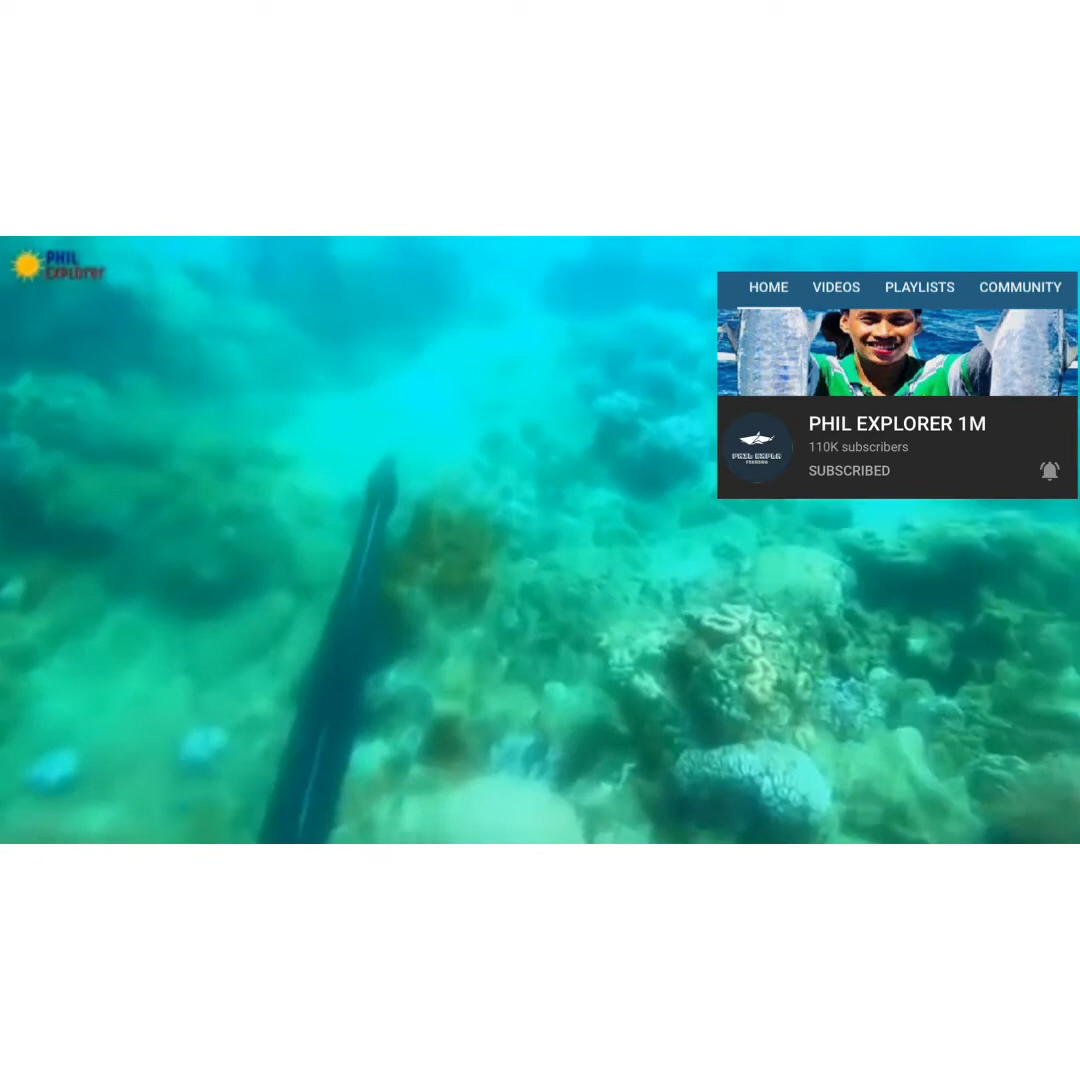 PHIL
EXPLORER
HOME VIDEOS PLAYLISTS COMMUNITY
PHIL EXPLORER 1M
110K subscribers
SUBSCRIBED